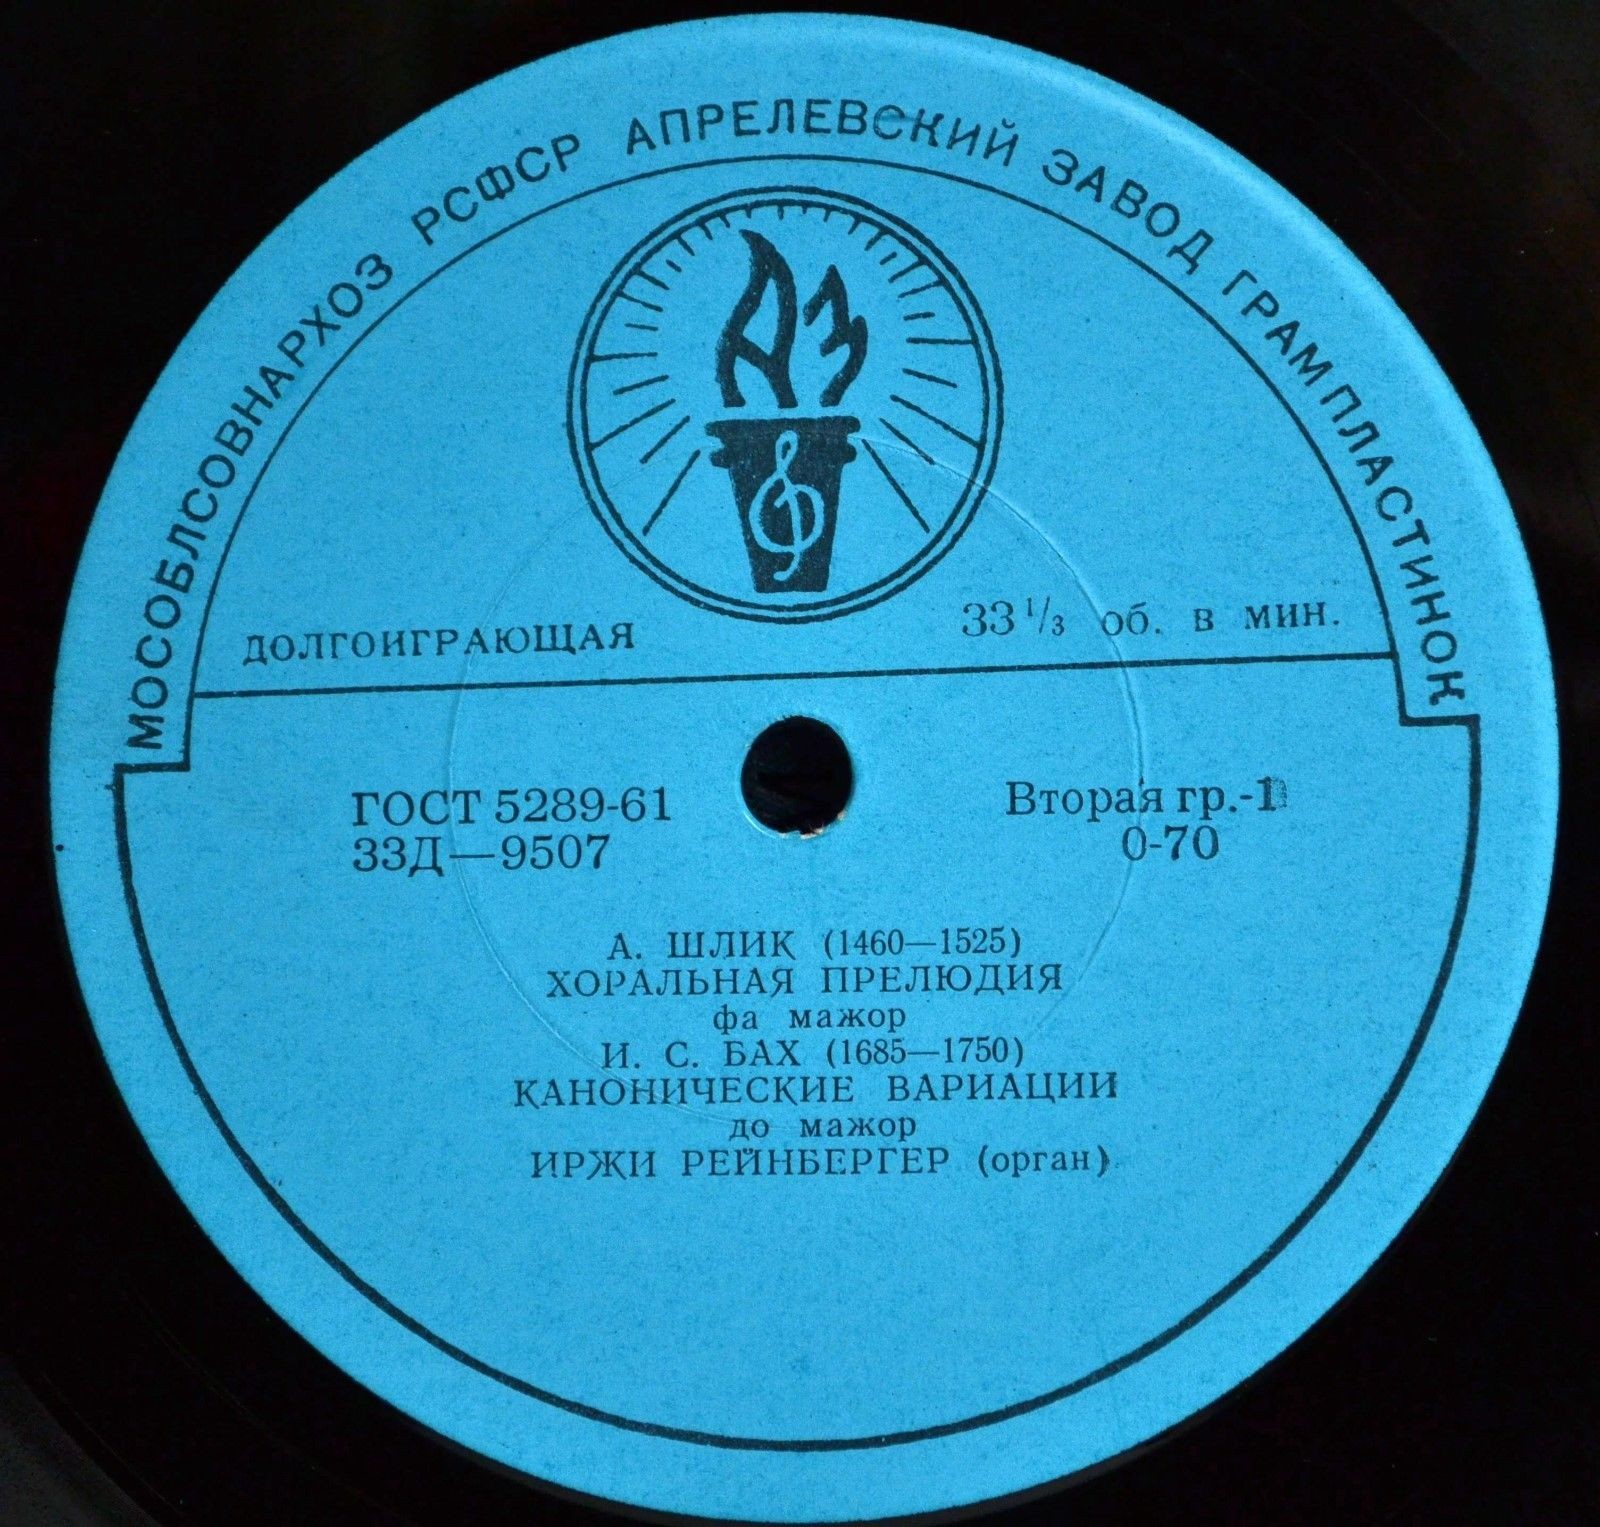 МОСОБЛСОВНАРХОЗ РСФСР АПРЕЛЕВСКИЙ ЗАВОД ГРАМПЛАСТИНОК
АЗ
ДОЛГОИГРАЮЩАЯ 33 1/3 об. в мин.
ГОСТ 5289-61 Вторая гр.-1
33Д—9507 0-70
А. ШЛИК (1460—1525)
ХОРАЛЬНАЯ ПРЕЛЮДИЯ
фа мажор
И. С. БАХ (1685—1750)
КАНОНИЧЕСКИЕ ВАРИАЦИИ
до мажор
ИРЖИ РЕЙНБЕРГЕР (орган)